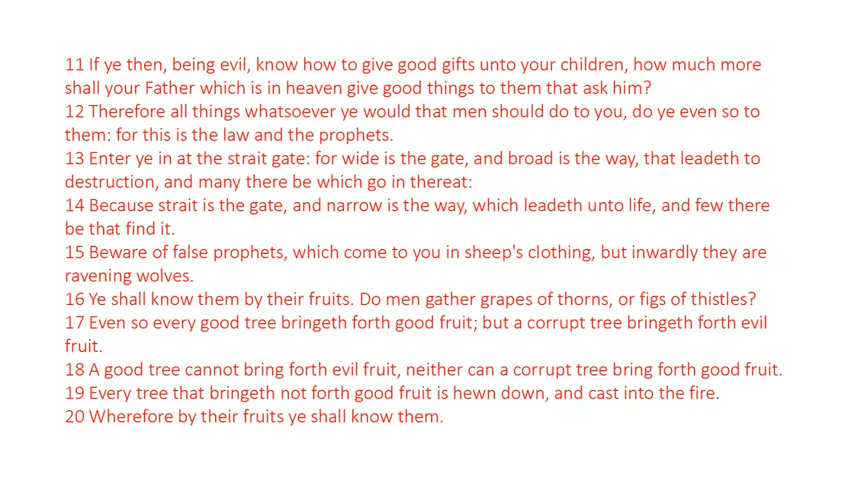 11 If ye then, being evil, know how to give good gifts unto your children, how much more
shall your Father which is in heaven give good things to them that ask him?
12 Therefore all things whatsoever ye would that men should do to you, do ye even so to
them: for this is the law and the prophets.
13 Enter ye in at the strait gate: for wide is the gate, and broad is the way, that leadeth to
destruction, and many there be which go in thereat:
14 Because strait is the gate, and narrow is the way, which leadeth unto life, and few there
be that find it.
15 Beware of false prophets, which come to you in sheep's clothing, but inwardly they are
ravening wolves.
16 Ye shall know them by their fruits. Do men gather grapes of thorns, or figs of thistles?
17 Even so every good tree bringeth forth good fruit; but a corrupt tree bringeth forth evil
fruit.
18 A good tree cannot bring forth evil fruit, neither can a corrupt tree bring forth good fruit.
19 Every tree that bringeth not forth good fruit is hewn down, and cast into the fire.
20 Wherefore by their fruits ye shall know them.